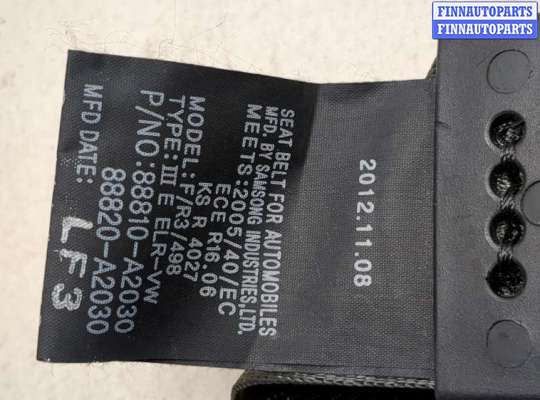 FINNAUTOPARTS
FINNAUTOPARTS
SEAT BELT FOR AUTOMOBILES
MFD. BY SAMSONG INDUSTRIES,LTD.
MEETS:2005/40/EC
ECE R16.06
KS R 4027
MODEL:F/R3/498
TYPE:III E ELR-VW
P/NO:88810-A2030
88820-A2030
MFD DATE:
LF3
2012.11.08